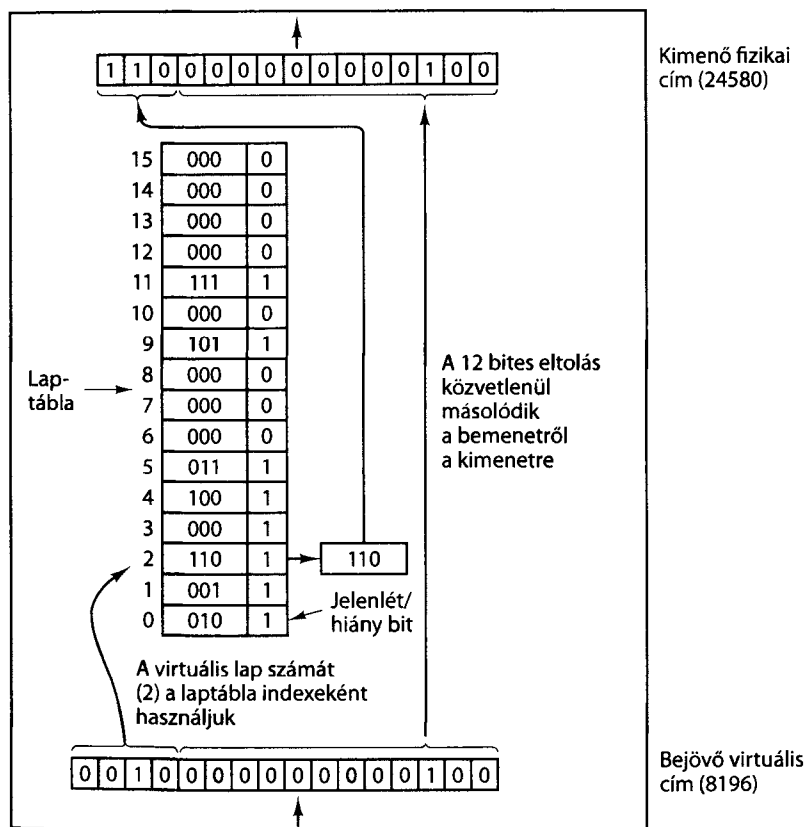 1 1 0 0 0 0 0 0 0 0 0 0 1 0 0
Kimenő fizikai
cím (24580)
15 000 0
14 000 0
13 000 0
12 000 0
11 111 1
10 000 0
9 101 1
8 000 0
7 000 0
6 000 0
5 011 1
4 100 1
3 000 1
2 110 1
1 001 1
0 010 1
Lap-
tábla
110
Jelenlét/
hiány bit
A 12 bites eltolás
közvetlenül
másolódik
a bemenetről
a kimenetre
A virtuális lap számát
(2) a laptábla indexeként
használjuk
0 0 1 0 0 0 0 0 0 0 0 0 0 1 0 0
Bejövő virtuális
cím (8196)